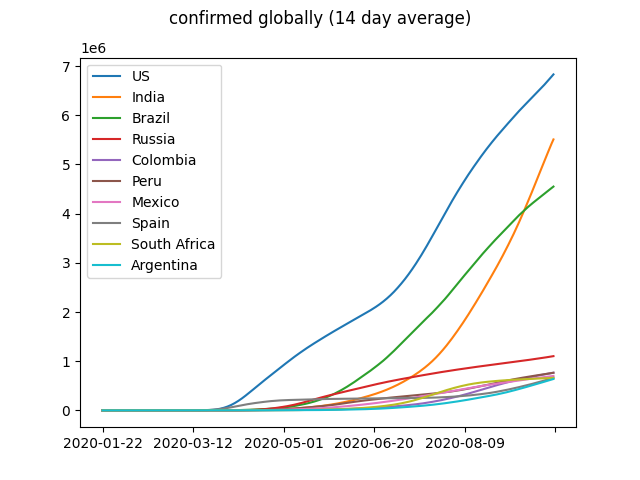 confirmed globally (14 day average)
1e6
7
6
5
4
3
2
1
0
US
India
Brazil
Russia
Colombia
Peru
Mexico
Spain
South Africa
Argentina
2020-01-22 2020-03-12 2020-05-01 2020-06-20 2020-08-09